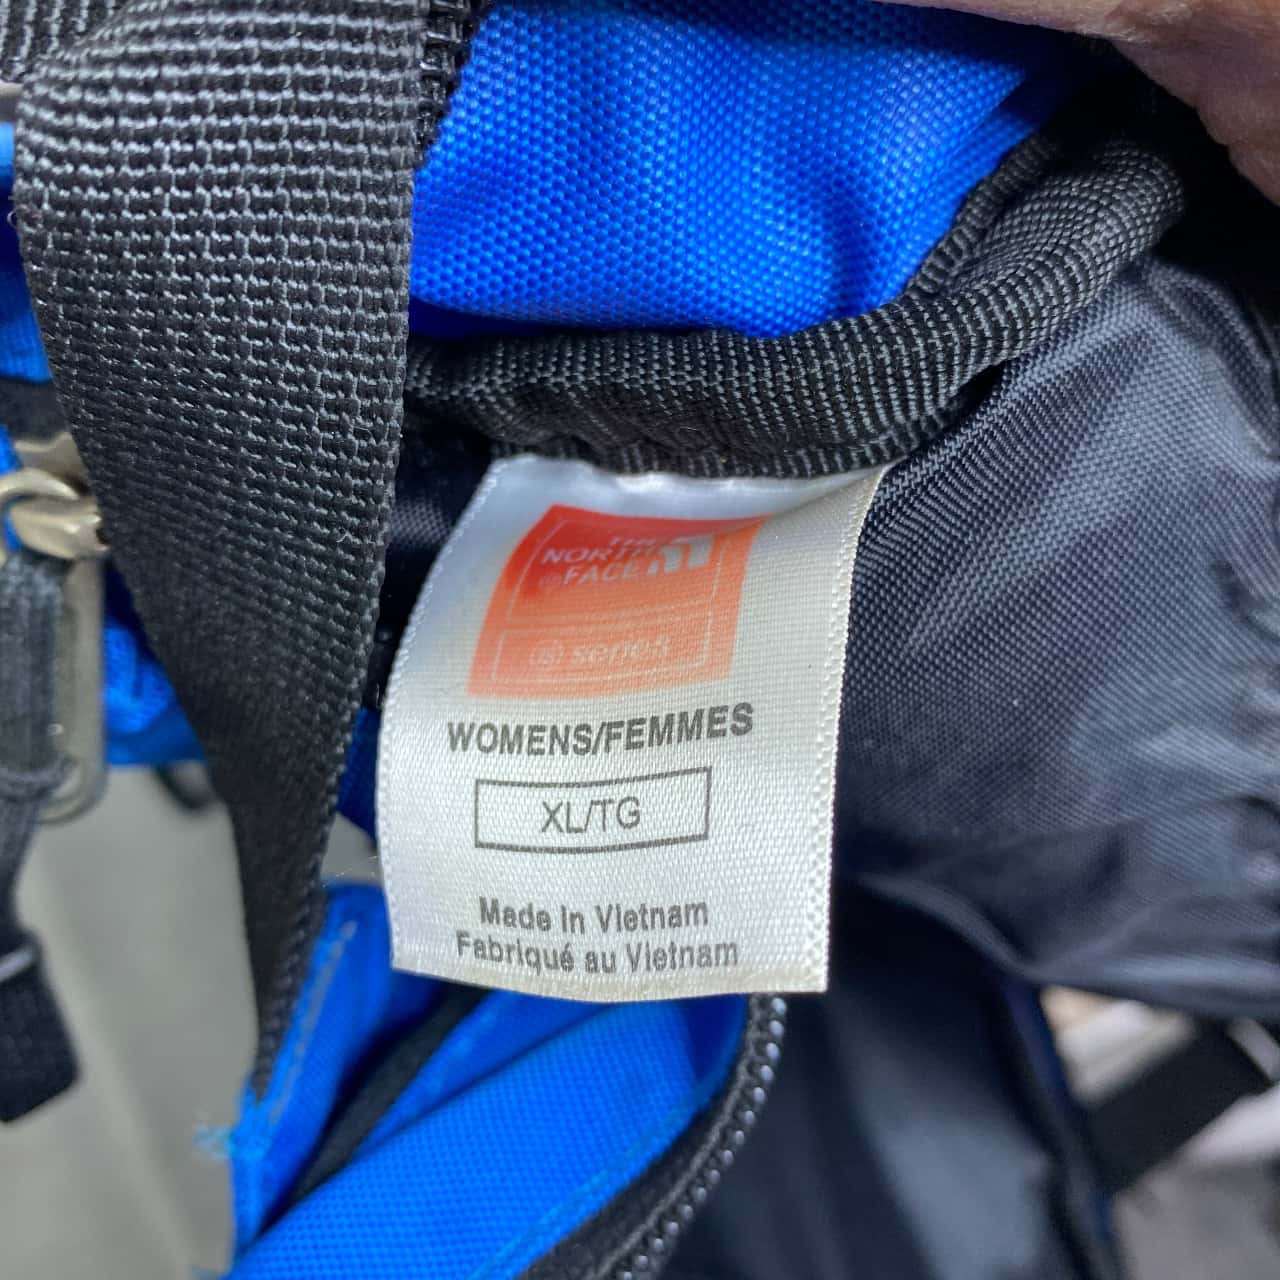 THE
NORTH
FACE
series
WOMENS/FEMMES
XL/TG
Made In Vietnam
Fabriqué au Vietnam